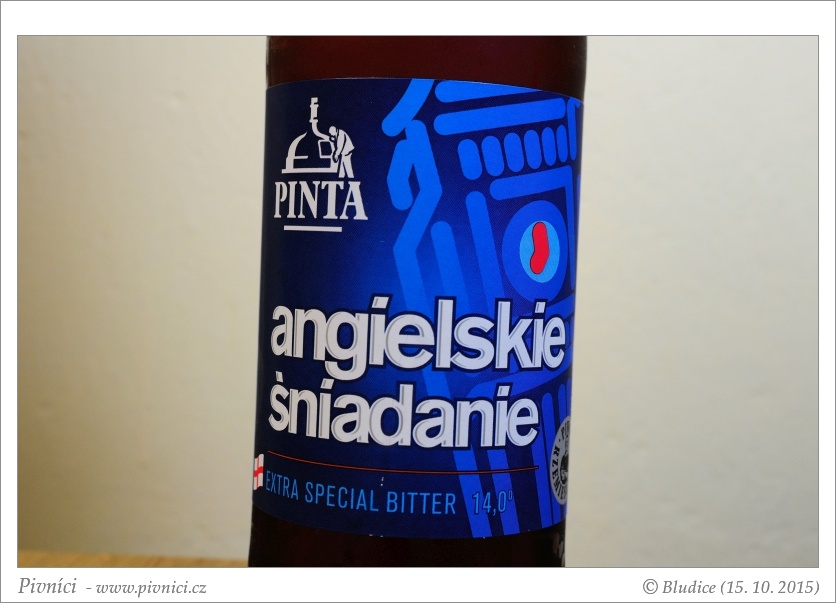 PINTA
angielskie
śniadanie
EXTRA SPECIAL BITTER 14,0°
Pivníci - www.pivnici.cz
© Bludice (15. 10. 2015)